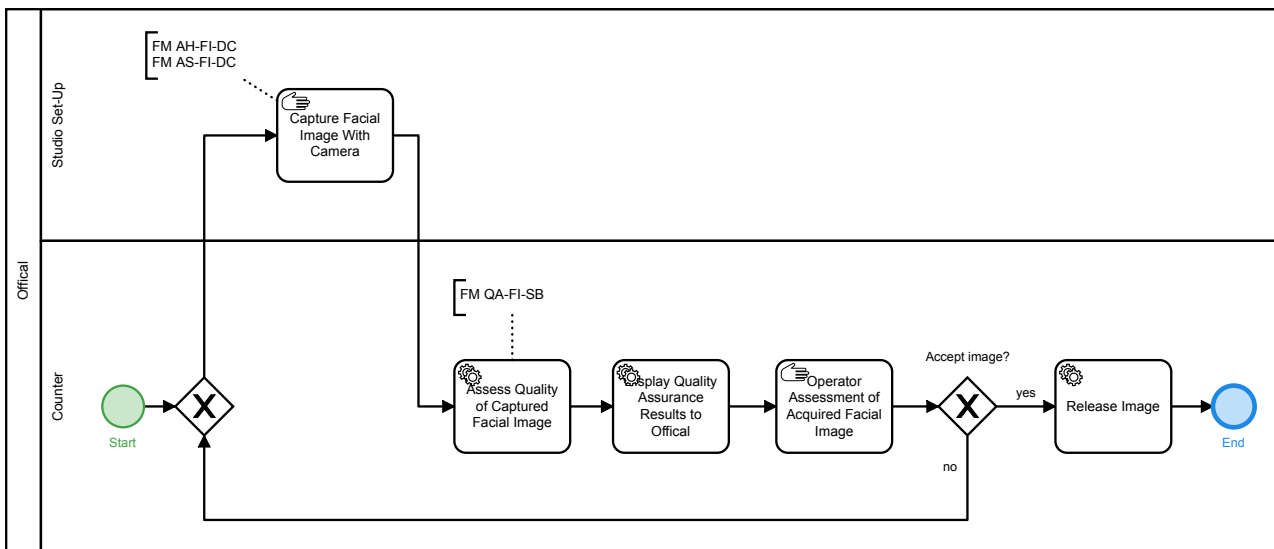 Offical
Studio Set-Up
Counter
FM AH-FI-DC
FM AS-FI-DC
Capture Facial
Image With
Camera
FM QA-FI-SB
Start
Assess Quality
of Captured
Facial Image
splay Quality
Assurance
Results to
Offical
Operator
Assessment of
Acquired Facial
Image
Accept image?
yes
no
Release Image
End